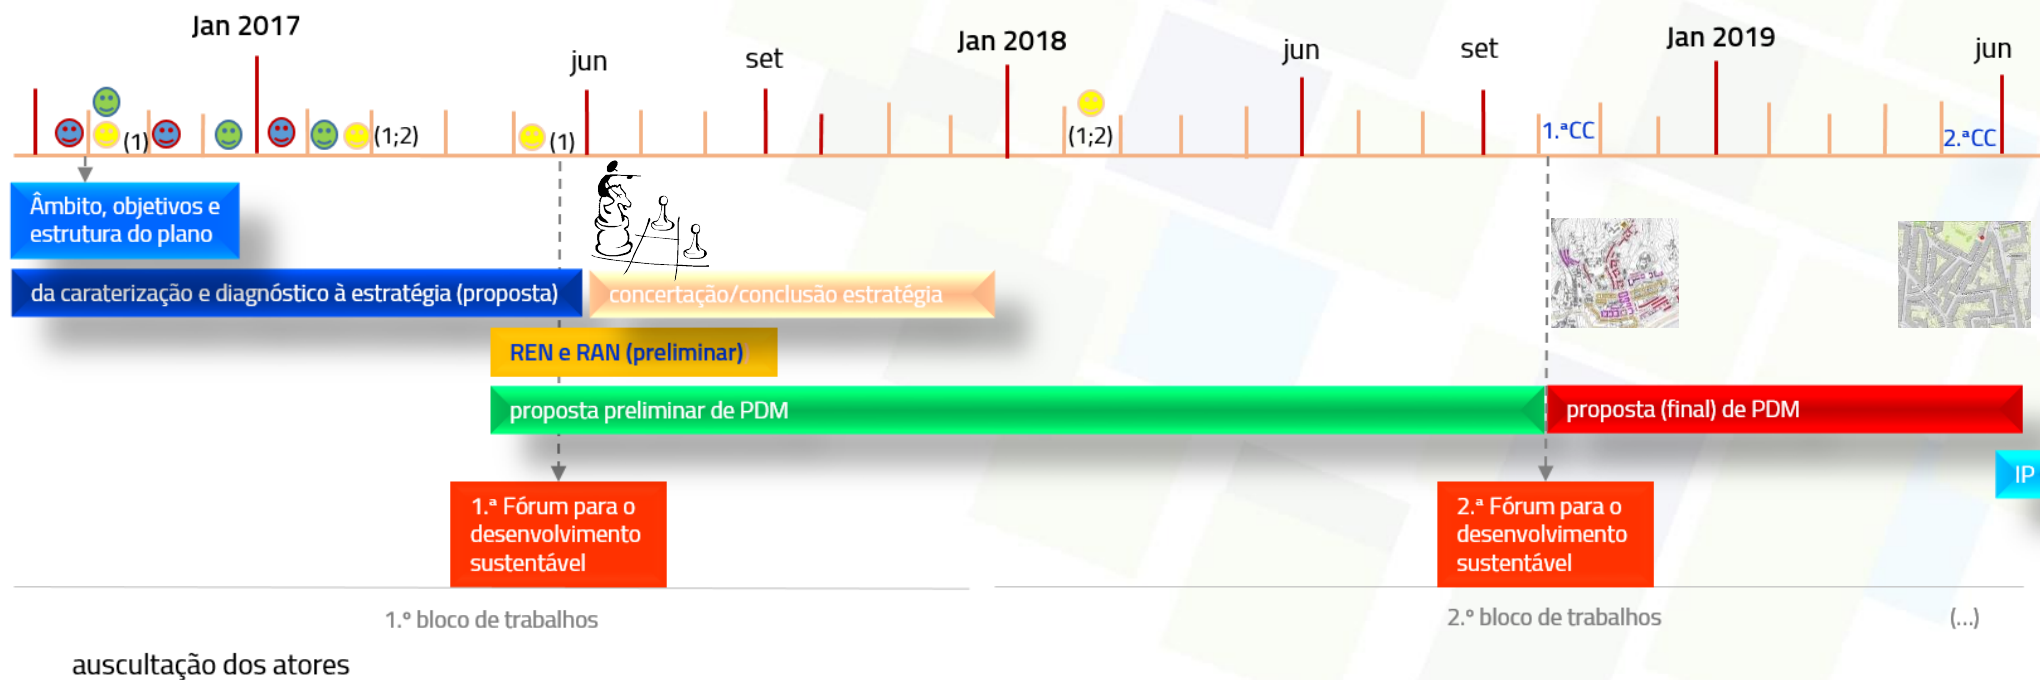 Jan 2017
jun
set
Jan 2018
jun
set
Jan 2019
jun
(1)
(1;2)
(1)
(1;2)
1.ªCC
2.ªCC
Âmbito, objetivos e
estrutura do plano
da caraterização e diagnóstico à estratégia (proposta)
concertação/conclusão estratégia
REN e RAN (preliminar)
proposta preliminar de PDM
proposta (final) de PDM
IP
1.ª Fórum para o
desenvolvimento
sustentável
2.ª Fórum para o
desenvolvimento
sustentável
1.º bloco de trabalhos
2.º bloco de trabalhos
(...)
auscultação dos atores